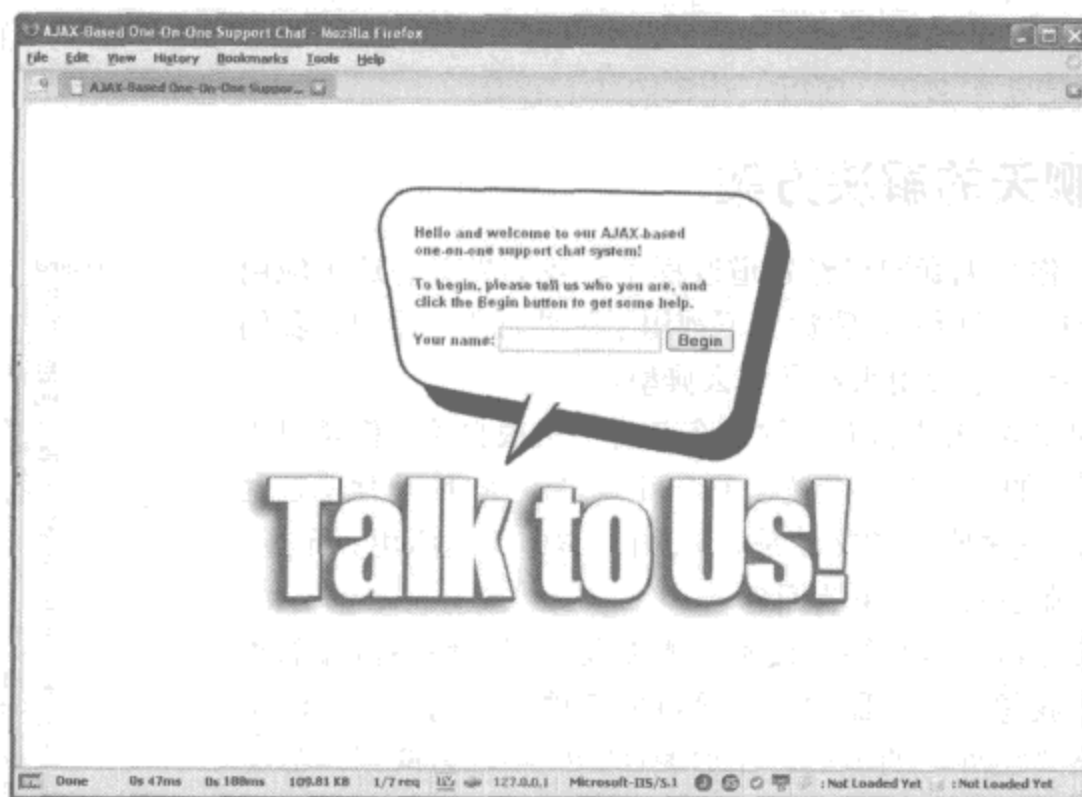 AJAX-Based One-On-One Support Chat - Mozilla Firefox
File Edit View History Bookmarks Tools Help
AJAX-Based One-On-One Suppor...
Hello and welcome to our AJAX-based
one-on-one support chat system!
To begin, please tell us who you are, and
click the Begin button to get some help.
Your name: Begin
Talk to Us!
Done 0s 47ms 0s 188ms 109.81 KB 1/7 req 127.0.0.1 Microsoft-IIS/5.1 : Not Loaded Yet : Not Loaded Yet